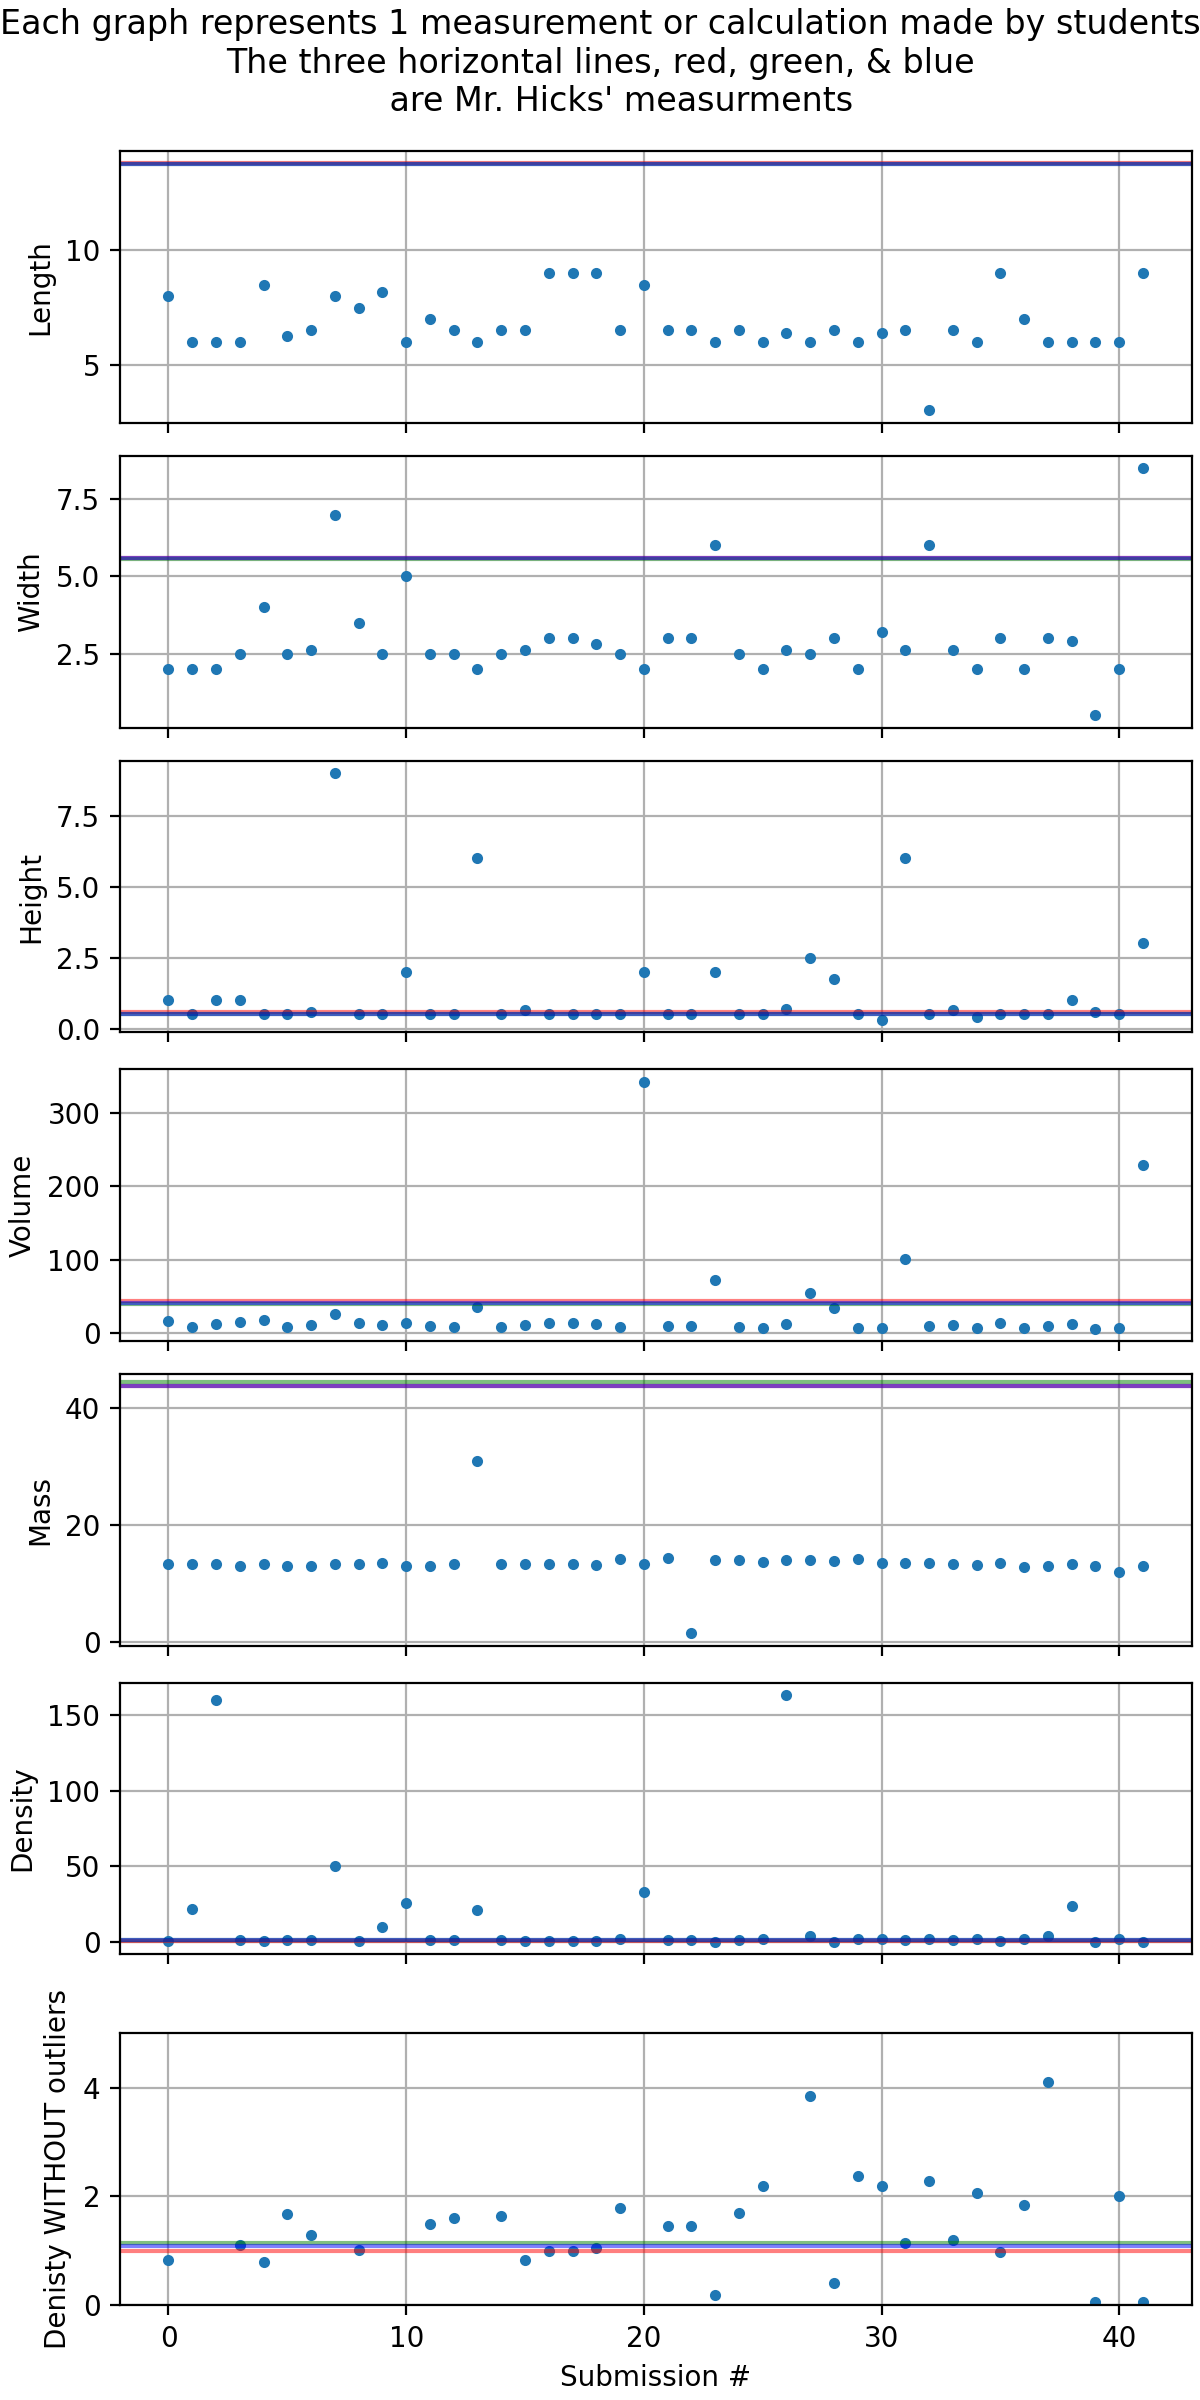 Each graph represents 1 measurement or calculation made by students
The three horizontal lines, red, green, & blue
are Mr. Hicks' measurments
10
5
Length
7.5
5.0
2.5
Width
7.5
5.0
2.5
0.0
Height
300
200
100
0
Volume
40
20
0
Mass
150
100
50
0
Density
4
2
0
Denisty WITHOUT outliers
0 10 20 30 40
Submission #